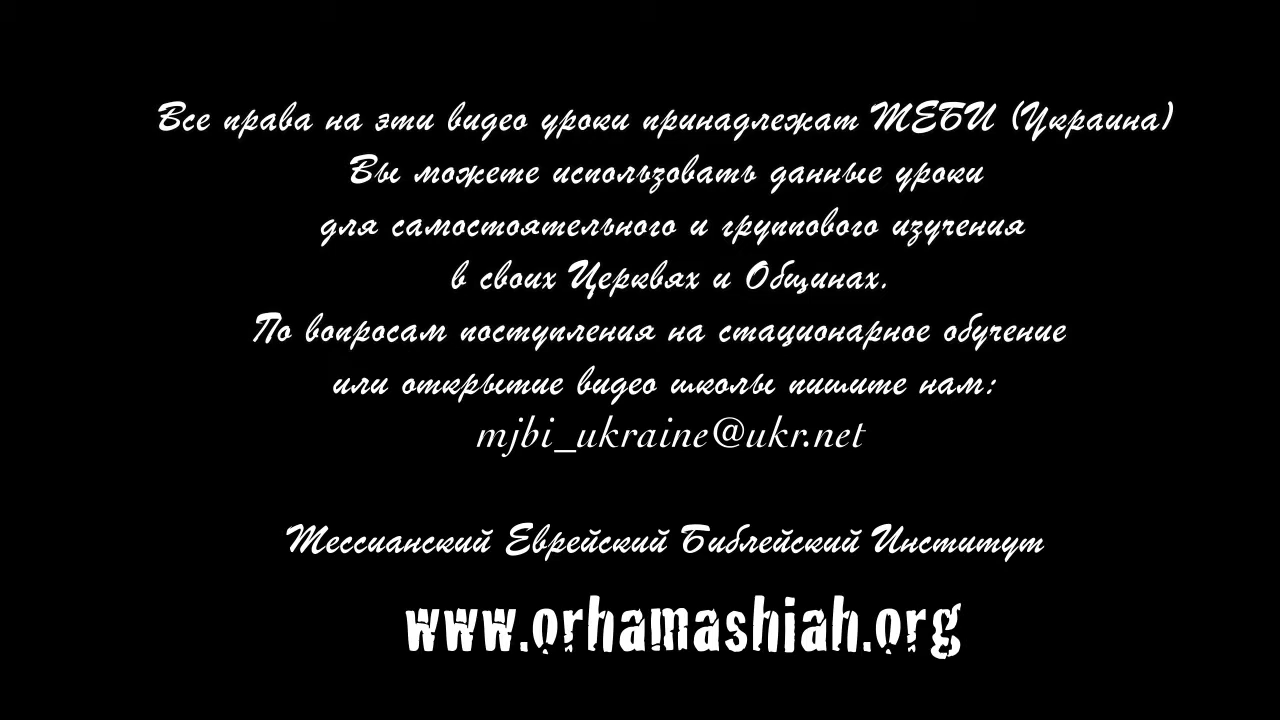 Все права на эти видео уроки принадлежат МЕБИ (Украина)
Вы можете использовать данные уроки
для самостоятельного и группового изучения
в своих Церквях и Общинах.
По вопросам поступления на стационарное обучение
или открытие видео школы пишите нам:
mjbi_ukraine@ukr.net
Мессианский Еврейский Библейский Институт
www.orhamashiah.org